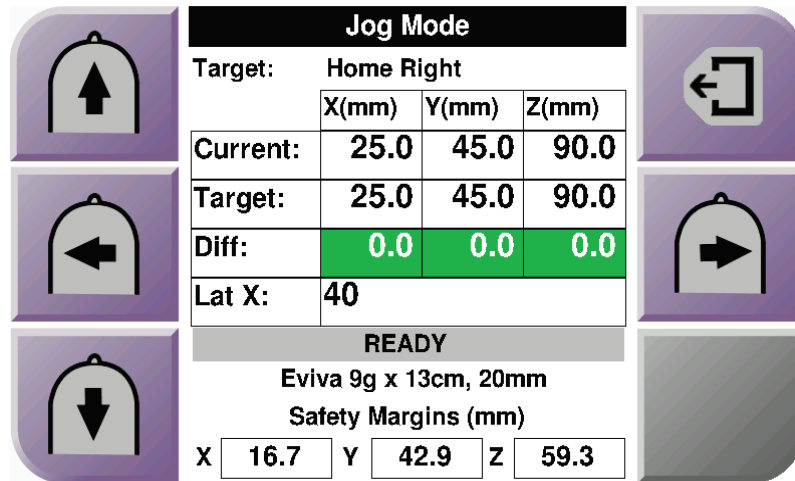 Jog Mode
Target: Home Right
X(mm) Y(mm) Z(mm)
Current: 25.0 45.0 90.0
Target: 25.0 45.0 90.0
Diff: 0.0 0.0 0.0
Lat X: 40
READY
Eviva 9g x 13cm, 20mm
Safety Margins (mm)
X 16.7 Y 42.9 Z 59.3